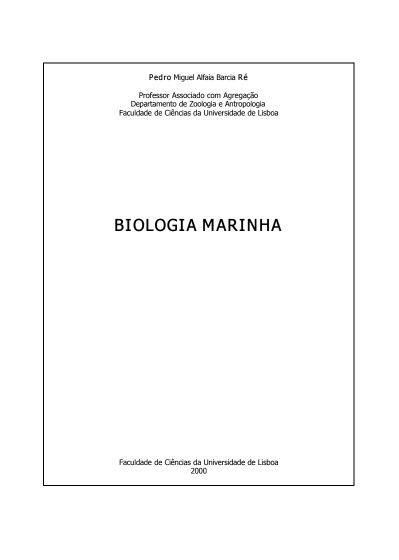 Pedro Miguel Alfaia Barcia Ré
Professor Associado com Agregação
Departamento de Zoologia e Antropologia
Faculdade de Ciências da Universidade de Lisboa
BIOLOGIA MARINHA
Faculdade de Ciências da Universidade de Lisboa
2000